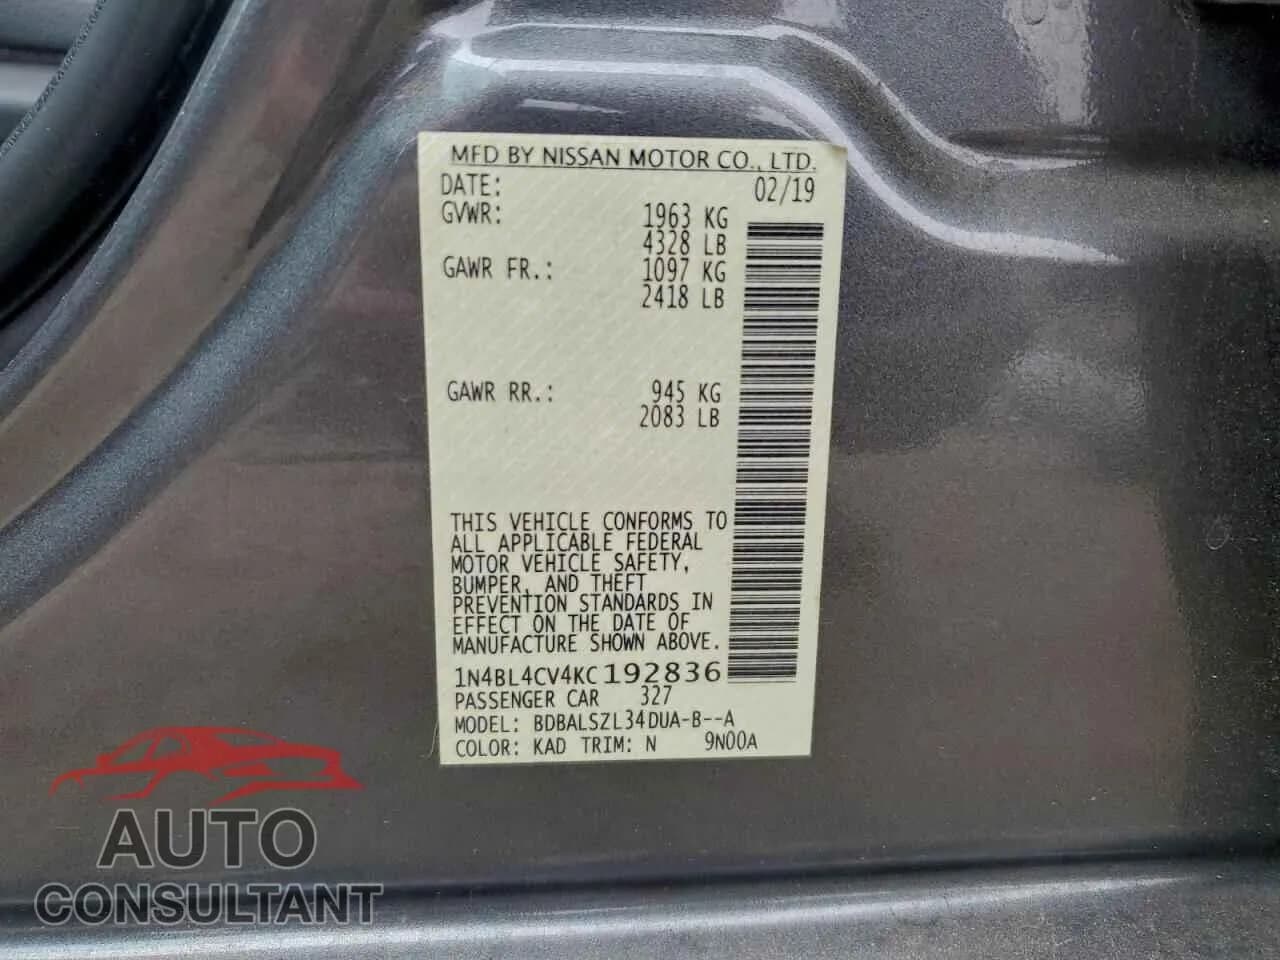 MFD BY NISSAN MOTOR CO., LTD.
DATE: 02/19
GVWR: 1963 KG
4328 LB
GAWR FR.: 1097 KG
2418 LB
GAWR RR.: 945 KG
2083 LB
THIS VEHICLE CONFORMS TO
ALL APPLICABLE FEDERAL
MOTOR VEHICLE SAFETY,
BUMPER, AND THEFT
PREVENTION STANDARDS IN
EFFECT ON THE DATE OF
MANUFACTURE SHOWN ABOVE.
1N4BL4CV4KC192836
PASSENGER CAR 327
MODEL: BDBALSZL34DUA-B--A
COLOR: KAD TRIM: N 9N00A
AUTO
CONSULTANT